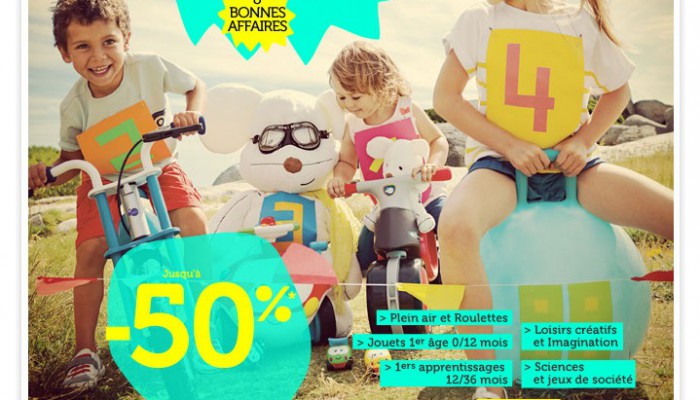 BONNES
AFFAIRES
4
Jusqu'à
-50%*
> Plein air et Roulettes
> Jouets 1er âge 0/12 mois
> 1ers apprentissages
12/36 mois
> Loisirs créatifs
et Imagination
> Sciences
et jeux de société